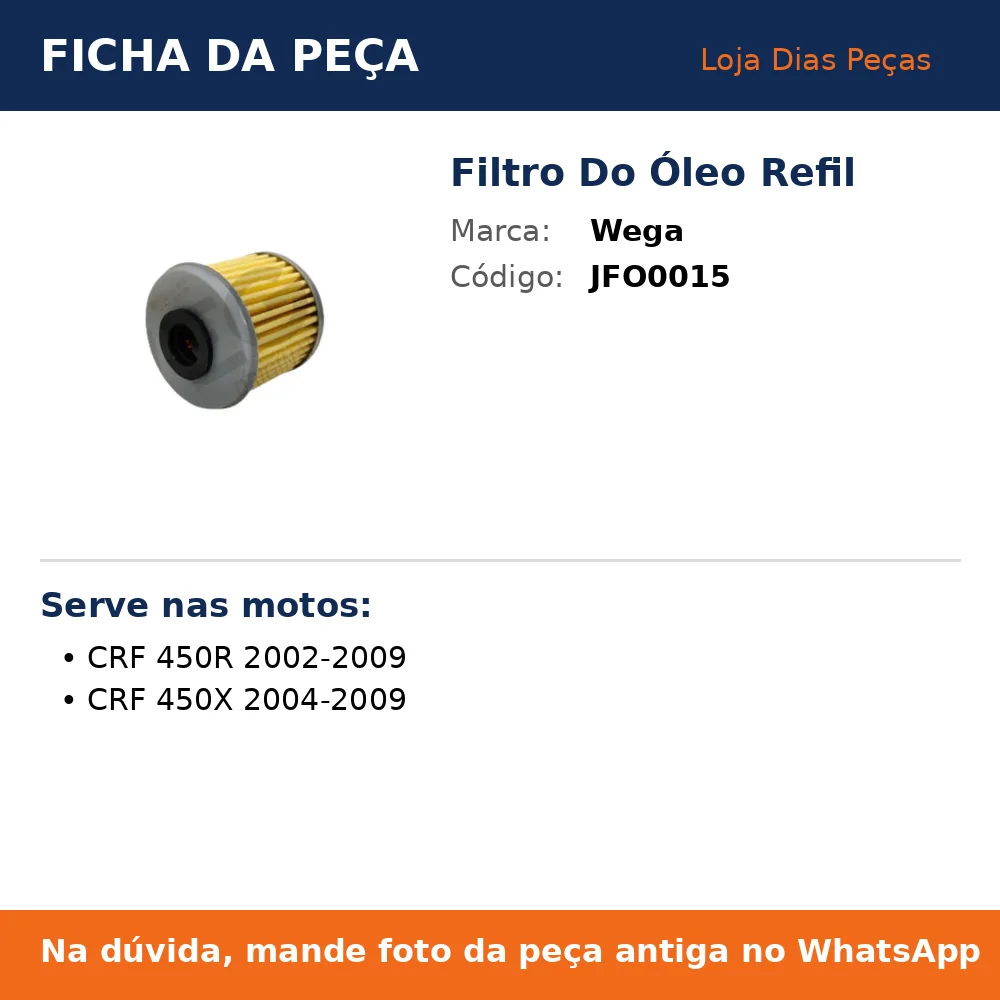 FICHA DA PEÇA
Loja Dias Peças
Filtro Do Óleo Refil
Marca: Wega
Código: JFO0015
Serve nas motos:
• CRF 450R 2002-2009
• CRF 450X 2004-2009
Na dúvida, mande foto da peça antiga no WhatsApp